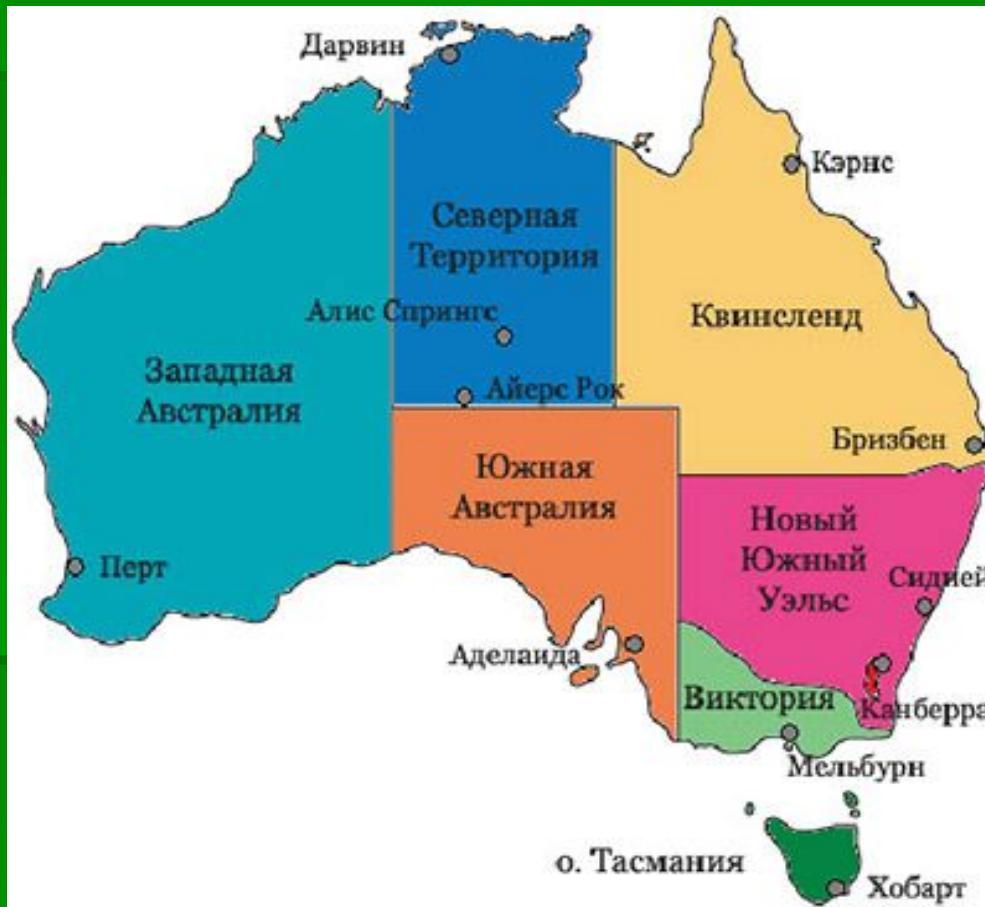 Дарвин
Кэрнс
Северная
Территория
Алис Спрингс
Квинсленд
Западная
Австралия
Айерс Рок
Бризбен
Южная
Австралия
Новый
Южный
Уэльс
Перт
Сидней
Аделаида
Виктория
Канберра
Мельбурн
о. Тасмания
Хобарт